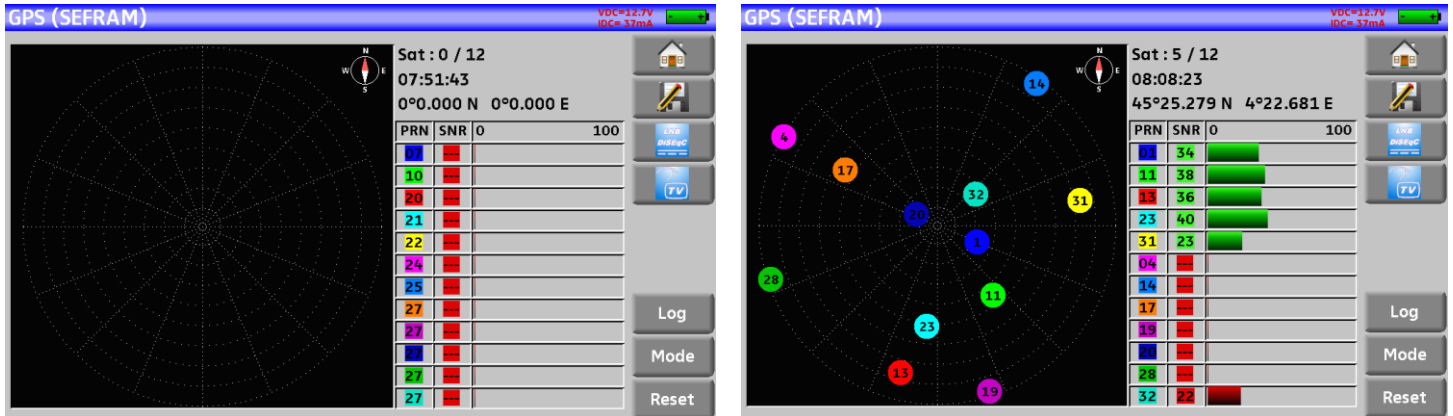 GPS (SEFRAM)
VDC=12.7V
IDC= 37mA
- +
N
W E
S
Sat : 0 / 12
07:51:43
0°0.000 N 0°0.000 E
PRN SNR 0 100
07 ---
10 ---
20 ---
21 ---
22 ---
24 ---
25 ---
27 ---
27 ---
27 ---
27 ---
27 ---
LNB
DiSEqC
TV
Log
Mode
Reset
GPS (SEFRAM)
VDC=12.7V
IDC= 37mA
- +
N
W E
S
14
4
17
32
31
20
1
28
11
23
13
19
Sat : 5 / 12
08:08:23
45°25.279 N 4°22.681 E
PRN SNR 0 100
01 34
11 38
13 36
23 40
31 23
04 ---
14 ---
17 ---
19 ---
20 ---
28 ---
32 22
LNB
DiSEqC
TV
Log
Mode
Reset